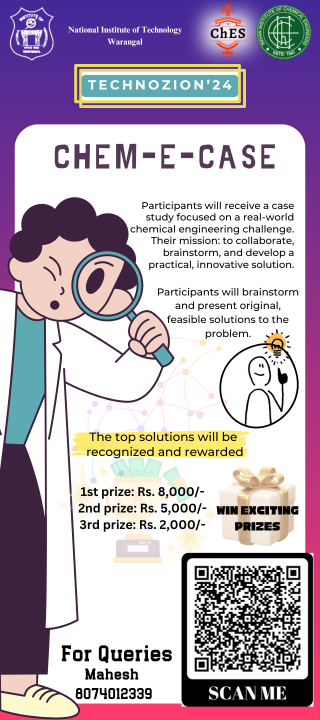 National Institute of Technology
Warangal
ChES
TECHNOZION'24
CHEM-E-CASE
Participants will receive a case
study focused on a real-world
chemical engineering challenge.
Their mission: to collaborate,
brainstorm, and develop a
practical, innovative solution.
Participants will brainstorm
and present original,
feasible solutions to the
problem.
The top solutions will be
recognized and rewarded
1st prize: Rs. 8,000/-
2nd prize: Rs. 5,000/-
3rd prize: Rs. 2,000/-
WIN EXCITING
PRIZES
For Queries
Mahesh
8074012339
SCAN ME